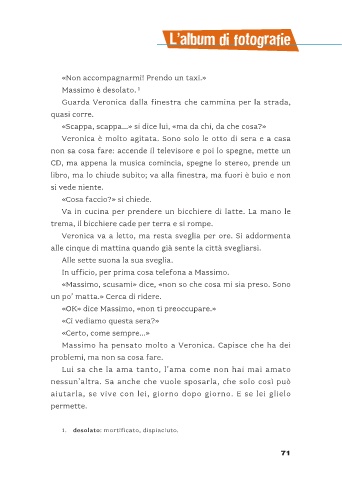 L'album di fotografie
«Non accompagnarmi! Prendo un taxi.»
Massimo è desolato.¹
Guarda Veronica dalla finestra che cammina per la strada,
quasi corre.
«Scappa, scappa...» si dice lui, «ma da chi, da che cosa?»
Veronica è molto agitata. Sono solo le otto di sera e a casa
non sa cosa fare: accende il televisore e poi lo spegne, mette un
CD, ma appena la musica comincia, spegne lo stereo, prende un
libro, ma lo chiude subito; va alla finestra, ma fuori è buio e non
si vede niente.
«Cosa faccio?» si chiede.
Va in cucina per prendere un bicchiere di latte. La mano le
trema, il bicchiere cade per terra e si rompe.
Veronica va a letto, ma resta sveglia per ore. Si addormenta
alle cinque di mattina quando già sente la città svegliarsi.
Alle sette suona la sua sveglia.
In ufficio, per prima cosa telefona a Massimo.
«Massimo, scusami» dice, «non so che cosa mi sia preso. Sono
un po' matta.» Cerca di ridere.
«OK» dice Massimo, «non ti preoccupare.»
«Ci vediamo questa sera?»
«Certo, come sempre...»
Massimo ha pensato molto a Veronica. Capisce che ha dei
problemi, ma non sa cosa fare.
Lui sa che la ama tanto, l'ama come non hai mai amato
nessun'altra. Sa anche che vuole sposarla, che solo così può
aiutarla, se vive con lei, giorno dopo giorno. E se lei glielo
permette.
1. desolato: mortificato, dispiaciuto.
71